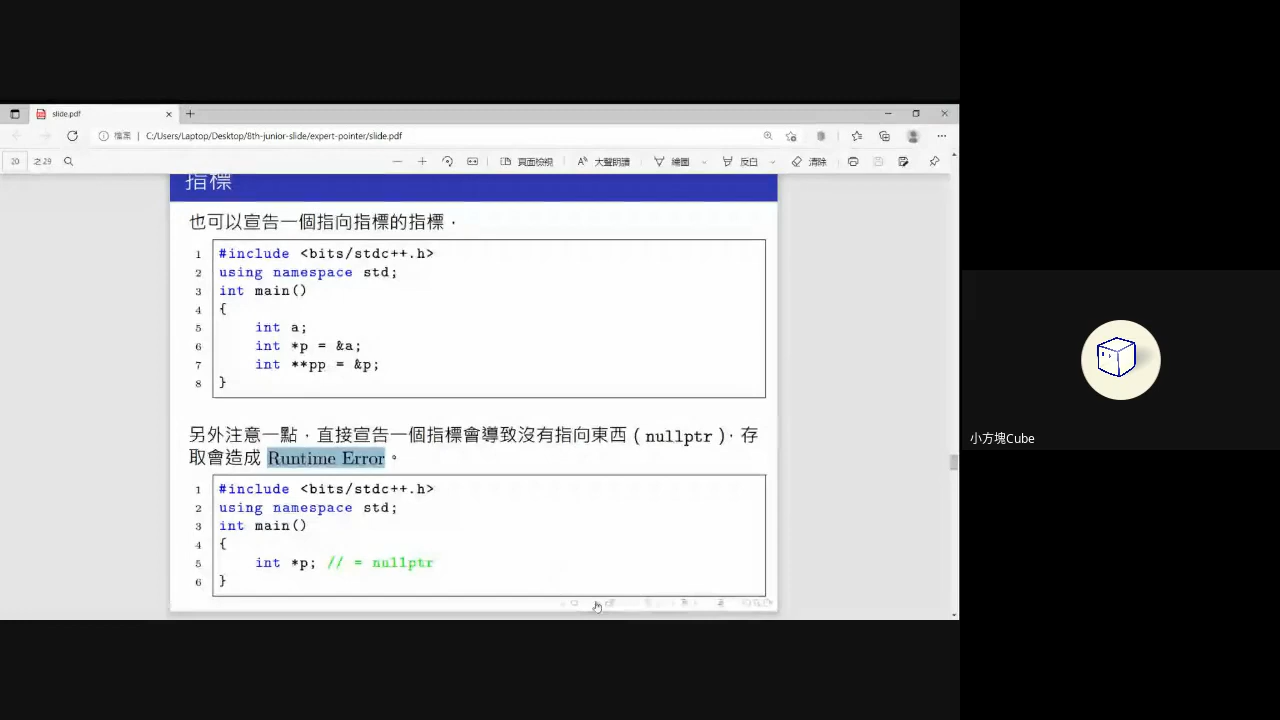 slide.pdf
檔案 C:/Users/Laptop/Desktop/8th-junior-slide/expert-pointer/slide.pdf
20 之 29 頁面檢視 大聲朗讀 繪圖 反白 清除
指標
也可以宣告一個指向指標的指標．
1 #include <bits/stdc++.h>
2 using namespace std;
3 int main()
4 {
5 int a;
6 int *p = &a;
7 int **pp = &p;
8 }
另外注意一點，直接宣告一個指標會導致沒有指向東西 ( nullptr )，存
取會造成 Runtime Error 。
1 #include <bits/stdc++.h>
2 using namespace std;
3 int main()
4 {
5 int *p; // = nullptr
6 }
小方塊Cube